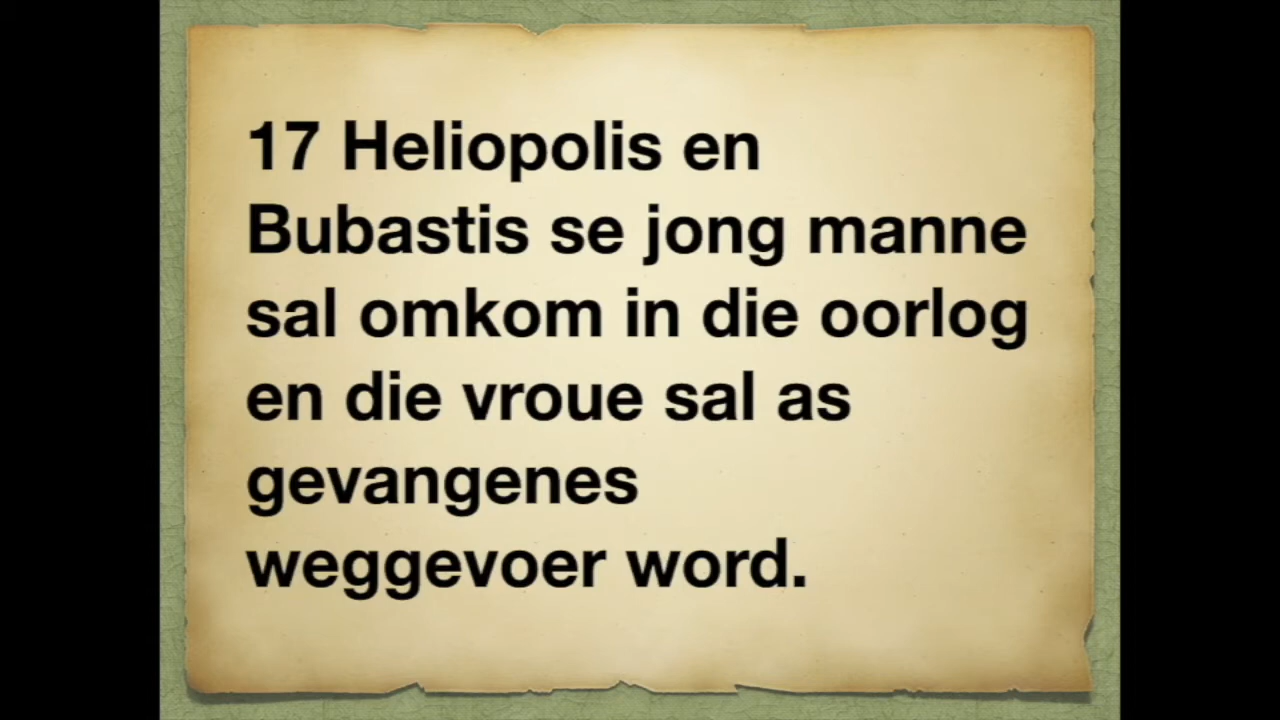 17 Heliopolis en
Bubastis se jong manne
sal omkom in die oorlog
en die vroue sal as
gevangenes
weggevoer word.